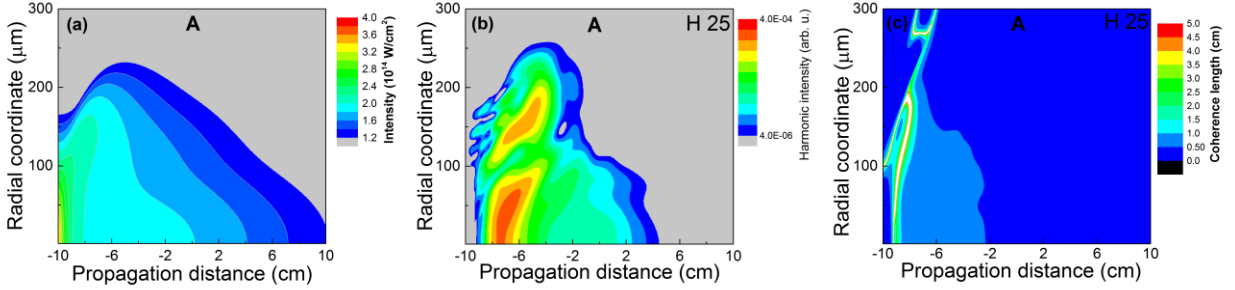 (a)
A
300
200
100
Radial coordinate (µm)
-10 -6 -2 2 6 10
Propagation distance (cm)
4.0
3.6
3.2
2.8
2.4
2.0
1.6
1.2
Intensity (10¹⁴ W/cm²)
(b)
A
H 25
300
200
100
Radial coordinate (µm)
-10 -6 -2 2 6 10
Propagation distance (cm)
4.0E-04
4.0E-06
Harmonic intensity (arb. u.)
(c)
A
H 25
300
200
100
Radial coordinate (µm)
-10 -6 -2 2 6 10
Propagation distance (cm)
5.0
4.5
4.0
3.5
3.0
2.5
2.0
1.5
1.0
0.50
0.0
Coherence length (cm)